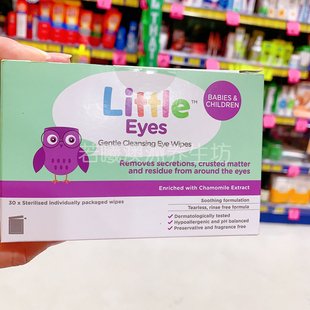 Little™
Eyes
BABIES &
CHILDREN
Gentle Cleansing Eye Wipes
Removes secretions, crusted matter
and residue from around the eyes
Enriched with Chamomile Extract
30 x Sterilised individually packaged wipes
Soothing formulation
Tearless, rinse free formula
✓ Dermatologically tested
✓ Hypoallergenic and pH balanced
✓ Preservative and fragrance free